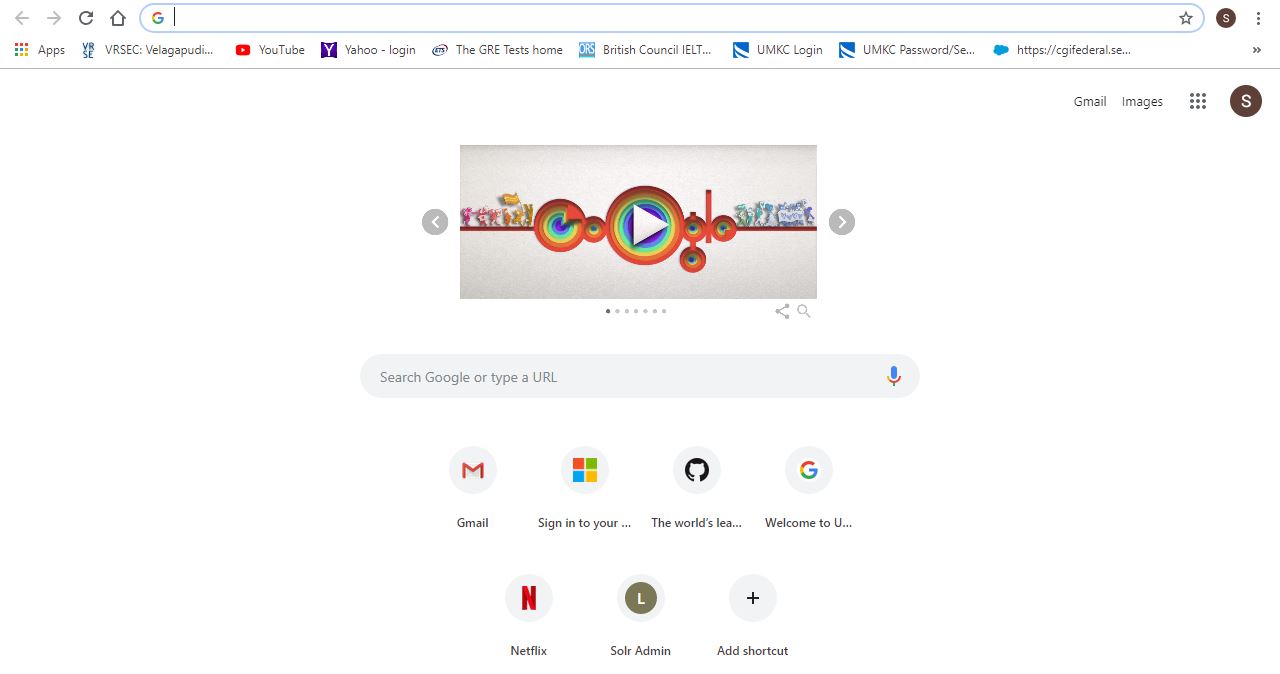 S
Apps
VRSEC: Velagapudi...
YouTube
Yahoo - login
The GRE Tests home
British Council IELT...
UMKC Login
UMKC Password/Se...
https://cgifederal.se...
»
Gmail
Images
S
Search Google or type a URL
Gmail
Sign in to your ...
The world's lea...
Welcome to U...
L
Netflix
Solr Admin
Add shortcut